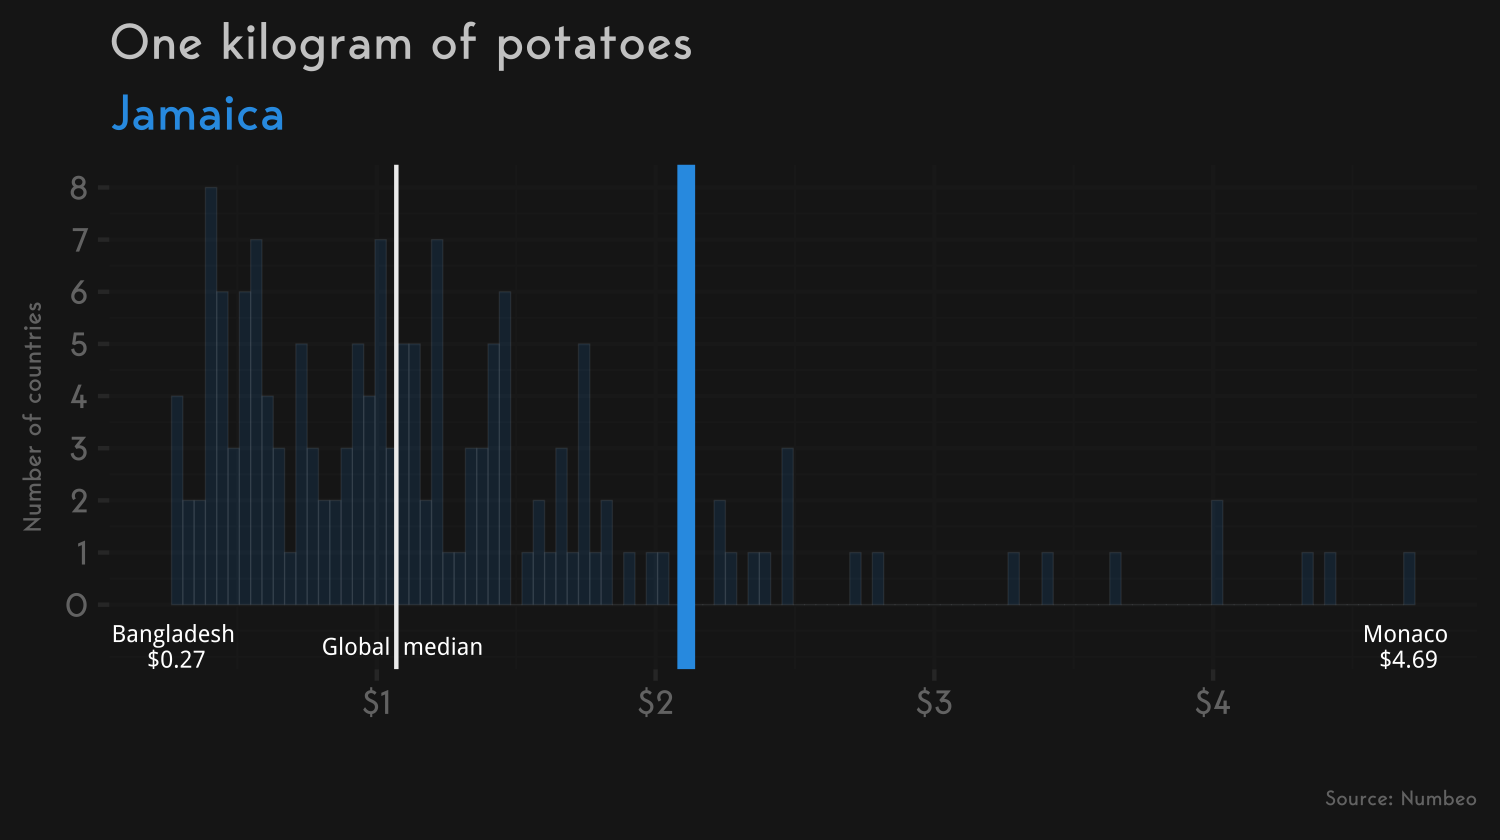 One kilogram of potatoes
Jamaica
Number of countries
8
7
6
5
4
3
2
1
0
Bangladesh
$0.27
Global median
Monaco
$4.69
$1 $2 $3 $4
Source: Numbeo